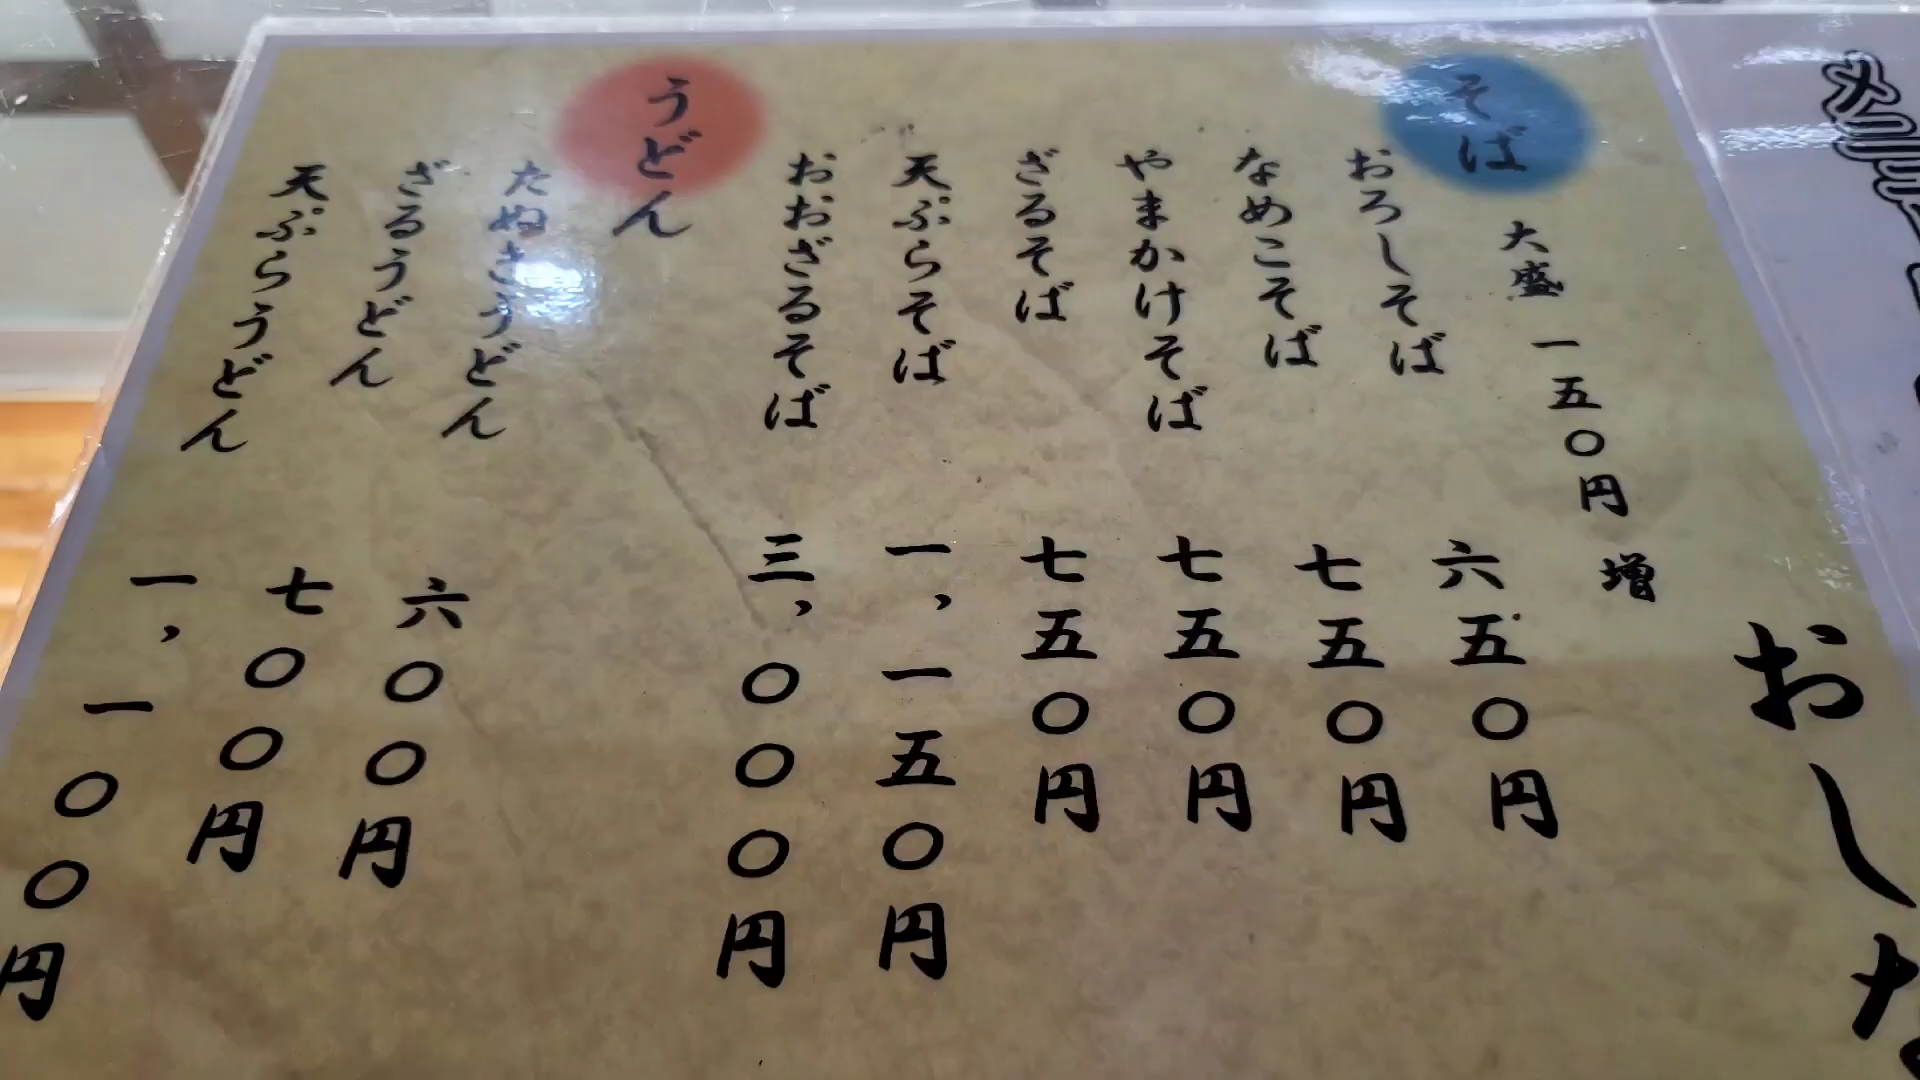 おしな
そば
大盛 一五〇円 増
おろしそば 六五〇円
なめこそば 七五〇円
やまかけそば 七五〇円
ざるそば 七五〇円
天ぷらそば 一,一五〇円
おおざるそば 三,〇〇〇円
うどん
たぬきうどん 六〇〇円
ざるうどん 七〇〇円
天ぷらうどん 一,一〇〇円